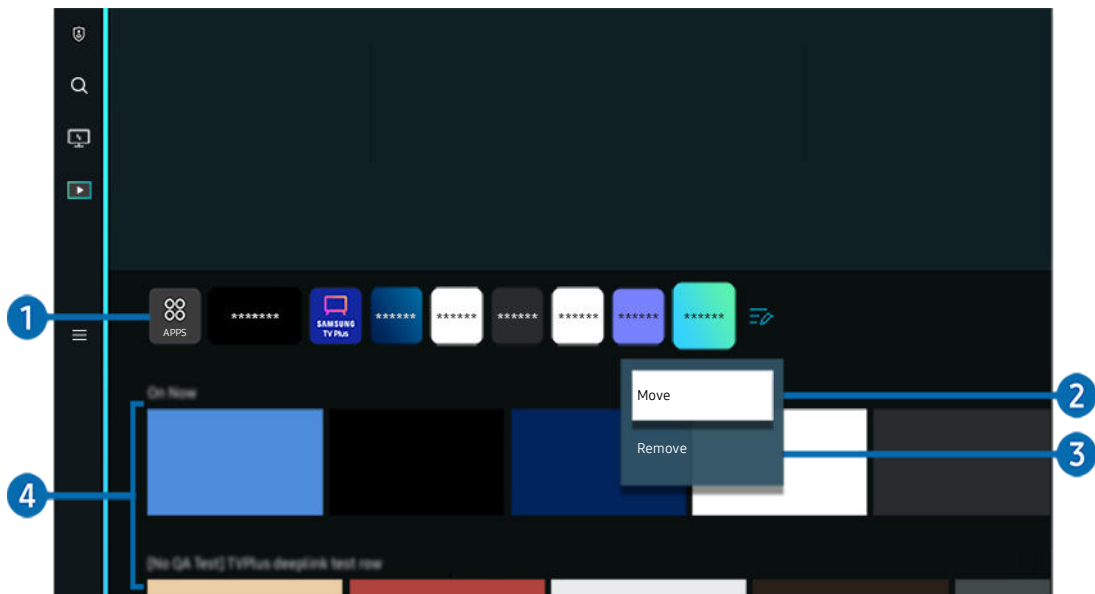 1
APPS
*******
SAMSUNG
TV Plus
******
******
******
******
******
******
Move
2
Remove
3
On Now
4
[No QA Test] TVPlus deeplink test row